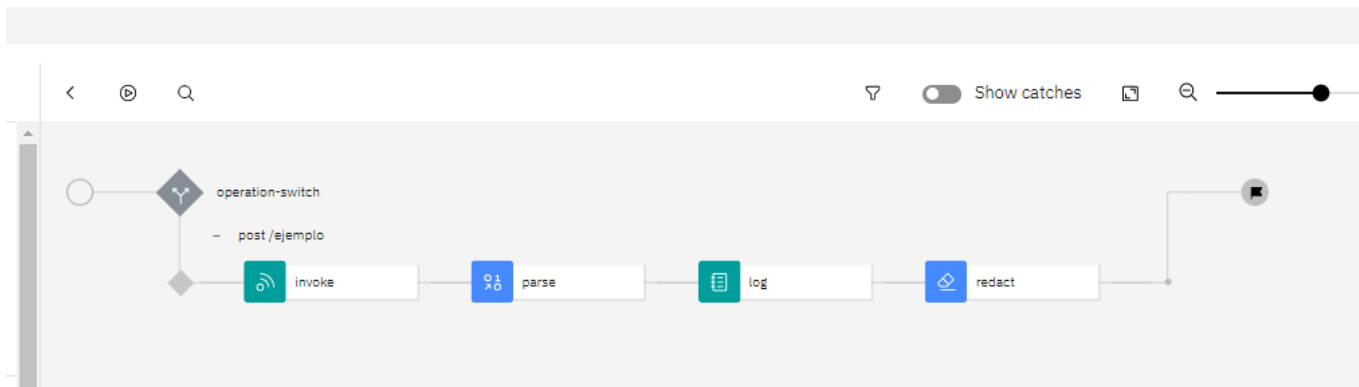 Show catches
operation-switch
– post /ejemplo
invoke
parse
log
redact